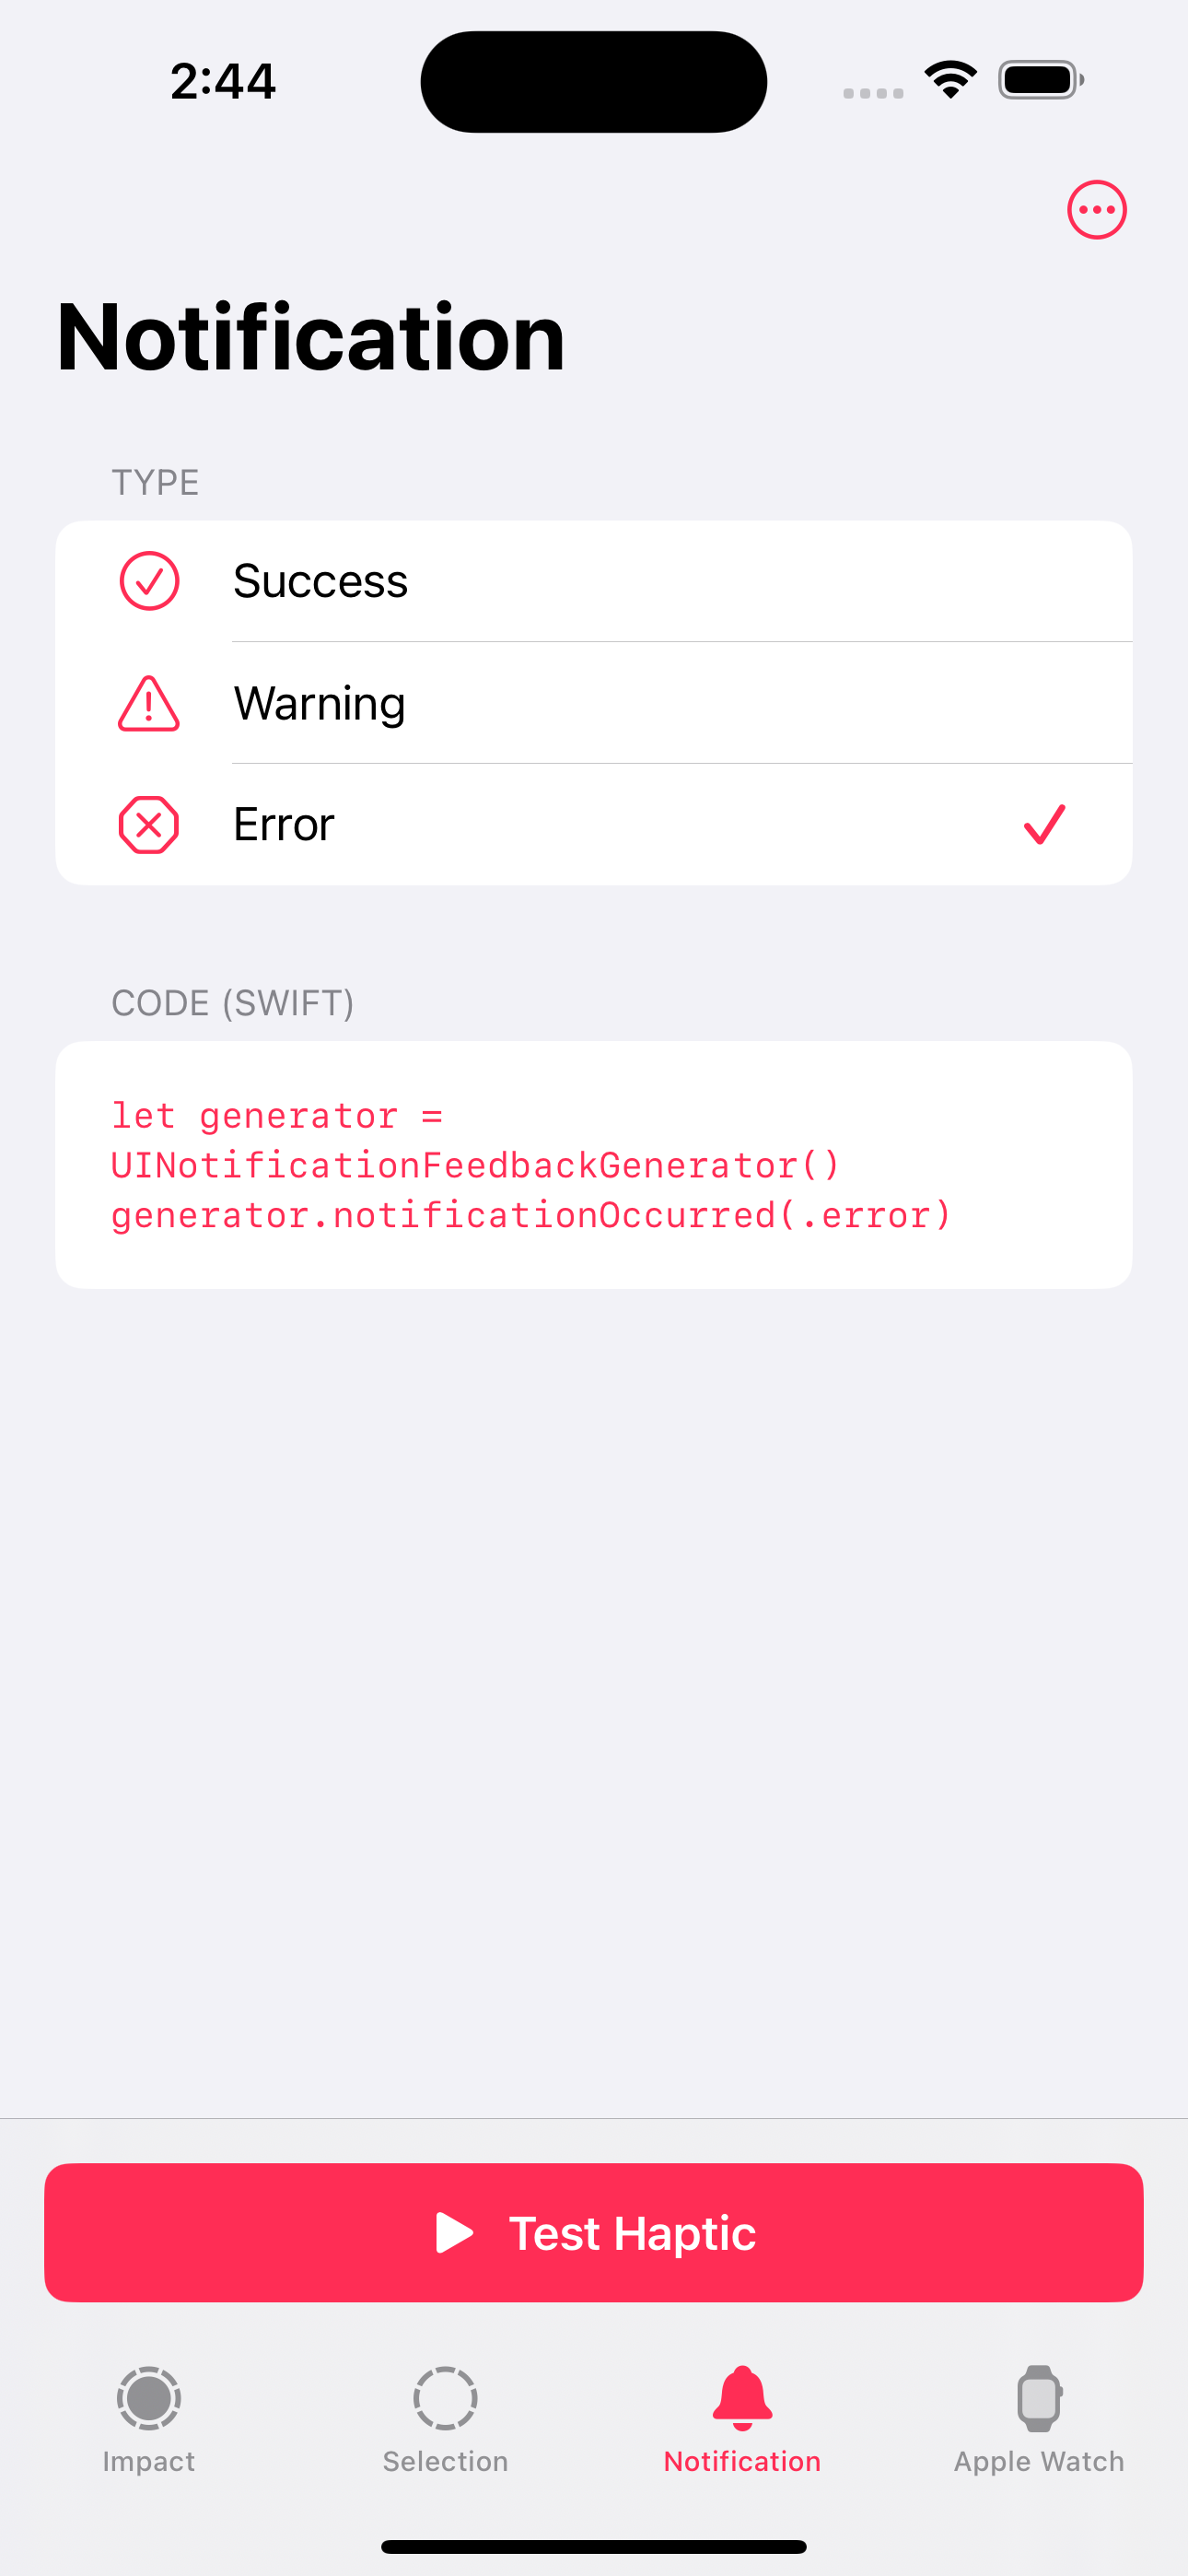 2:44
Notification
TYPE
Success
Warning
Error
CODE (SWIFT)
let generator =
UINotificationFeedbackGenerator()
generator.notificationOccurred(.error)
Test Haptic
Impact
Selection
Notification
Apple Watch